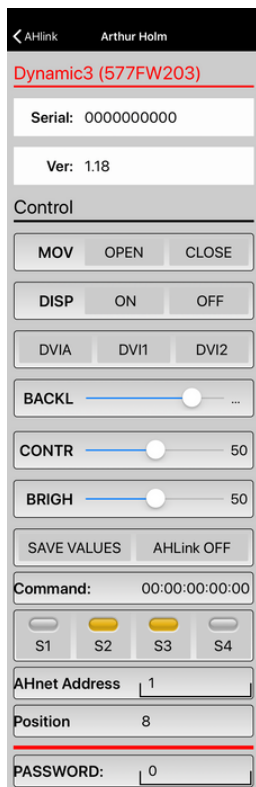 AHlink Arthur Holm
Dynamic3 (577FW203)
Serial: 0000000000
Ver: 1.18
Control
MOV OPEN CLOSE
DISP ON OFF
DVIA DVI1 DVI2
BACKL ...
CONTR 50
BRIGH 50
SAVE VALUES AHLink OFF
Command: 00:00:00:00:00
S1 S2 S3 S4
AHnet Address 1
Position 8
PASSWORD: 0